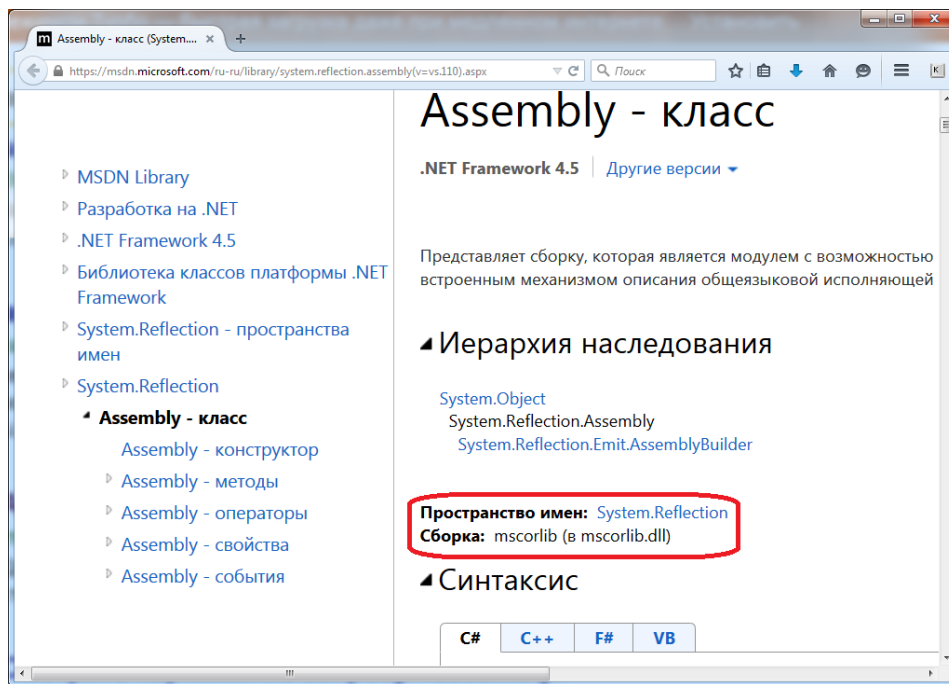 Assembly - класс (System....
https://msdn.microsoft.com/ru-ru/library/system.reflection.assembly(v=vs.110).aspx
Поиск
MSDN Library
Разработка на .NET
.NET Framework 4.5
Библиотека классов платформы .NET
Framework
System.Reflection - пространства
имен
System.Reflection
Assembly - класс
Assembly - конструктор
Assembly - методы
Assembly - операторы
Assembly - свойства
Assembly - события
Assembly - класс
.NET Framework 4.5 Другие версии
Представляет сборку, которая является модулем с возможностью
встроенным механизмом описания общеязыковой исполняющей
Иерархия наследования
System.Object
System.Reflection.Assembly
System.Reflection.Emit.AssemblyBuilder
Пространство имен: System.Reflection
Сборка: mscorlib (в mscorlib.dll)
Синтаксис
C# C++ F# VB